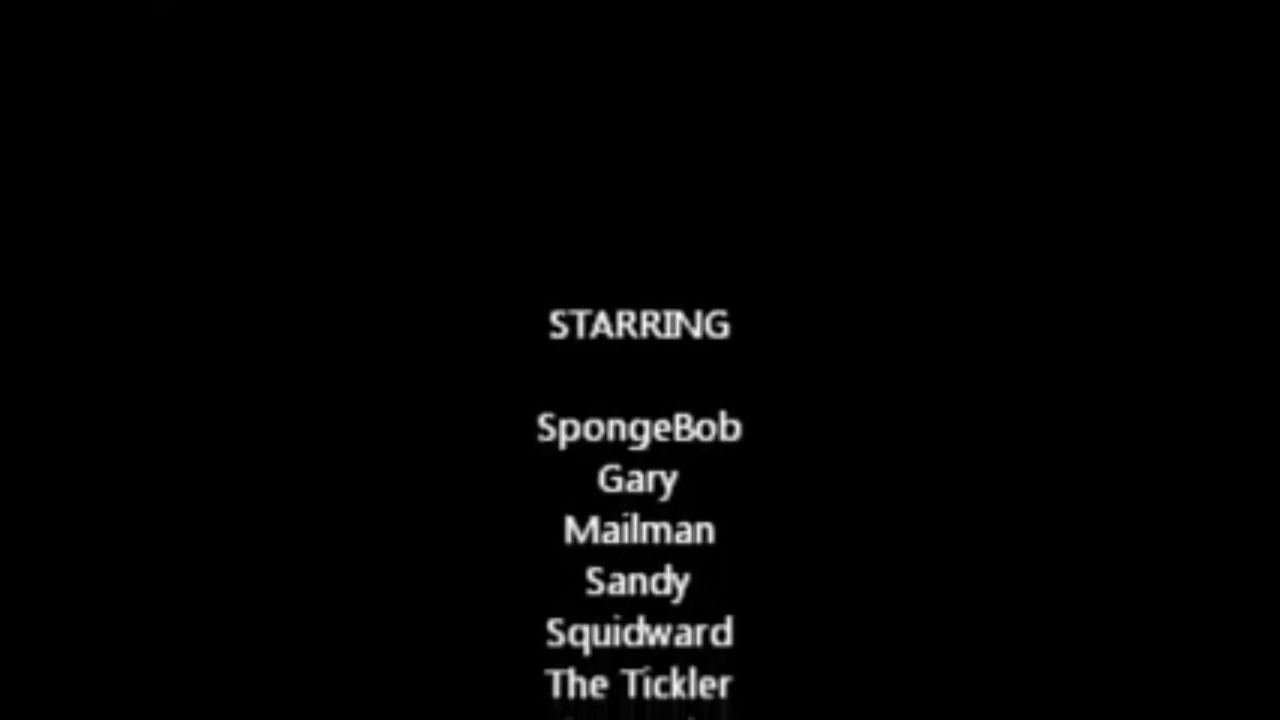 STARRING
SpongeBob
Gary
Mailman
Sandy
Squidward
The Tickler